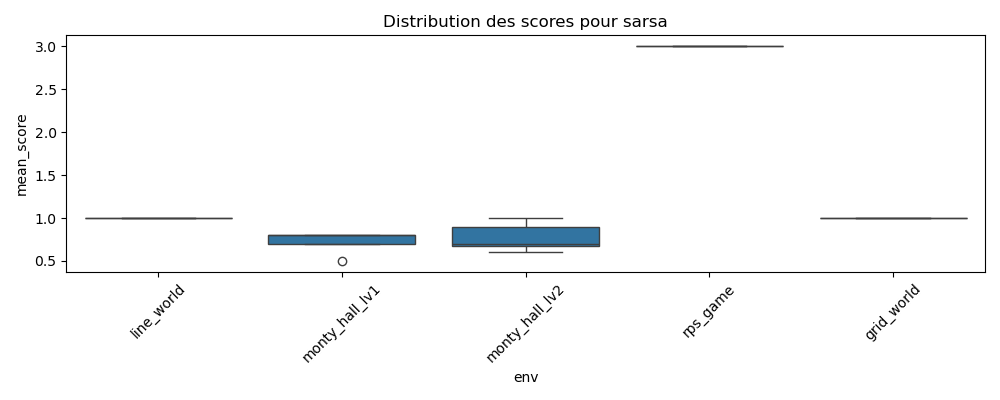 Distribution des scores pour sarsa
mean_score
3.0
2.5
2.0
1.5
1.0
0.5
line_world
monty_hall_lv1
monty_hall_lv2
rps_game
grid_world
env